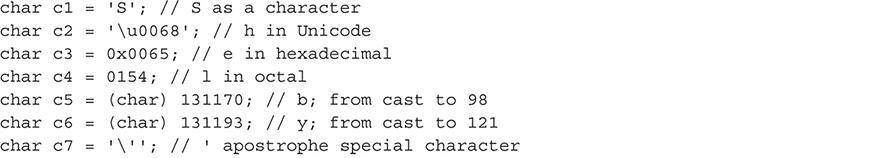 char c1 = 'S'; // S as a character
char c2 = '\u0068'; // h in Unicode
char c3 = 0x0065; // e in hexadecimal
char c4 = 0154; // l in octal
char c5 = (char) 131170; // b; from cast to 98
char c6 = (char) 131193; // y; from cast to 121
char c7 = '\''; // ' apostrophe special character